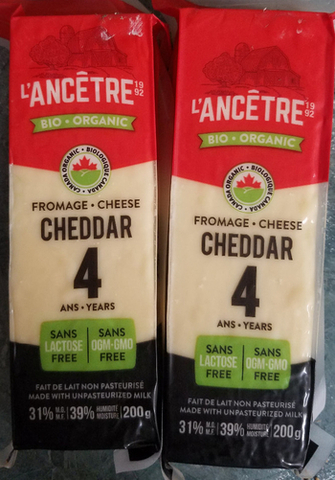 L'ANCÊTRE 19 92
BIO • ORGANIC
CANADA ORGANIC • BIOLOGIQUE CANADA •
FROMAGE • CHEESE
CHEDDAR
4
ANS • YEARS
SANS LACTOSE FREE
SANS OGM-GMO FREE
FAIT DE LAIT NON PASTEURISÉ
MADE WITH UNPASTEURIZED MILK
31% M.G. M.F. 39% HUMIDITÉ MOISTURE 200g
L'ANCÊTRE 19 92
BIO • ORGANIC
CANADA ORGANIC • BIOLOGIQUE CANADA •
FROMAGE • CHEESE
CHEDDAR
4
ANS • YEARS
SANS LACTOSE FREE
SANS OGM-GMO FREE
FAIT DE LAIT NON PASTEURISÉ
MADE WITH UNPASTEURIZED MILK
31% M.G. M.F. 39% HUMIDITÉ MOISTURE 200g